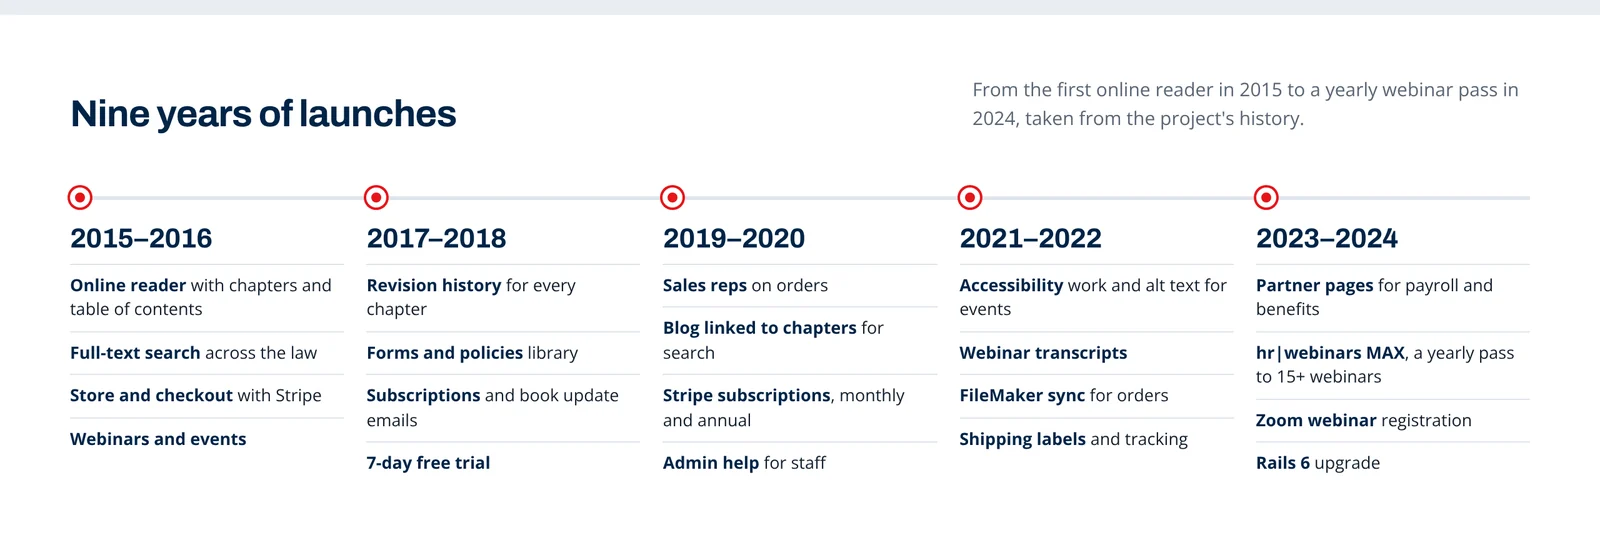 Nine years of launches
From the first online reader in 2015 to a yearly webinar pass in
2024, taken from the project's history.
2015–2016
Online reader with chapters and
table of contents
Full-text search across the law
Store and checkout with Stripe
Webinars and events
2017–2018
Revision history for every
chapter
Forms and policies library
Subscriptions and book update
emails
7-day free trial
2019–2020
Sales reps on orders
Blog linked to chapters for
search
Stripe subscriptions, monthly
and annual
Admin help for staff
2021–2022
Accessibility work and alt text for
events
Webinar transcripts
FileMaker sync for orders
Shipping labels and tracking
2023–2024
Partner pages for payroll and
benefits
hr|webinars MAX, a yearly pass
to 15+ webinars
Zoom webinar registration
Rails 6 upgrade